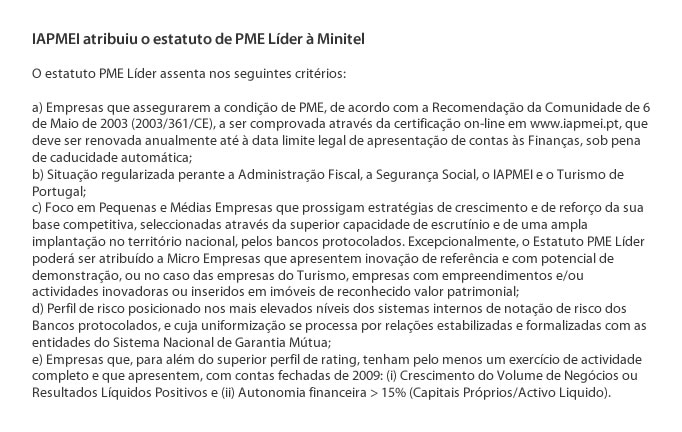 IAPMEI atribuiu o estatuto de PME Líder à Minitel
O estatuto PME Líder assenta nos seguintes critérios:
a) Empresas que assegurarem a condição de PME, de acordo com a Recomendação da Comunidade de 6
de Maio de 2003 (2003/361/CE), a ser comprovada através da certificação on-line em www.iapmei.pt, que
deve ser renovada anualmente até à data limite legal de apresentação de contas às Finanças, sob pena
de caducidade automática;
b) Situação regularizada perante a Administração Fiscal, a Segurança Social, o IAPMEI e o Turismo de
Portugal;
c) Foco em Pequenas e Médias Empresas que prossigam estratégias de crescimento e de reforço da sua
base competitiva, seleccionadas através da superior capacidade de escrutínio e de uma ampla
implantação no território nacional, pelos bancos protocolados. Excepcionalmente, o Estatuto PME Líder
poderá ser atribuído a Micro Empresas que apresentem inovação de referência e com potencial de
demonstração, ou no caso das empresas do Turismo, empresas com empreendimentos e/ou
actividades inovadoras ou inseridos em imóveis de reconhecido valor patrimonial;
d) Perfil de risco posicionado nos mais elevados níveis dos sistemas internos de notação de risco dos
Bancos protocolados, e cuja uniformização se processa por relações estabilizadas e formalizadas com as
entidades do Sistema Nacional de Garantia Mútua;
e) Empresas que, para além do superior perfil de rating, tenham pelo menos um exercício de actividade
completo e que apresentem, com contas fechadas de 2009: (i) Crescimento do Volume de Negócios ou
Resultados Líquidos Positivos e (ii) Autonomia financeira > 15% (Capitais Próprios/Activo Liquido).